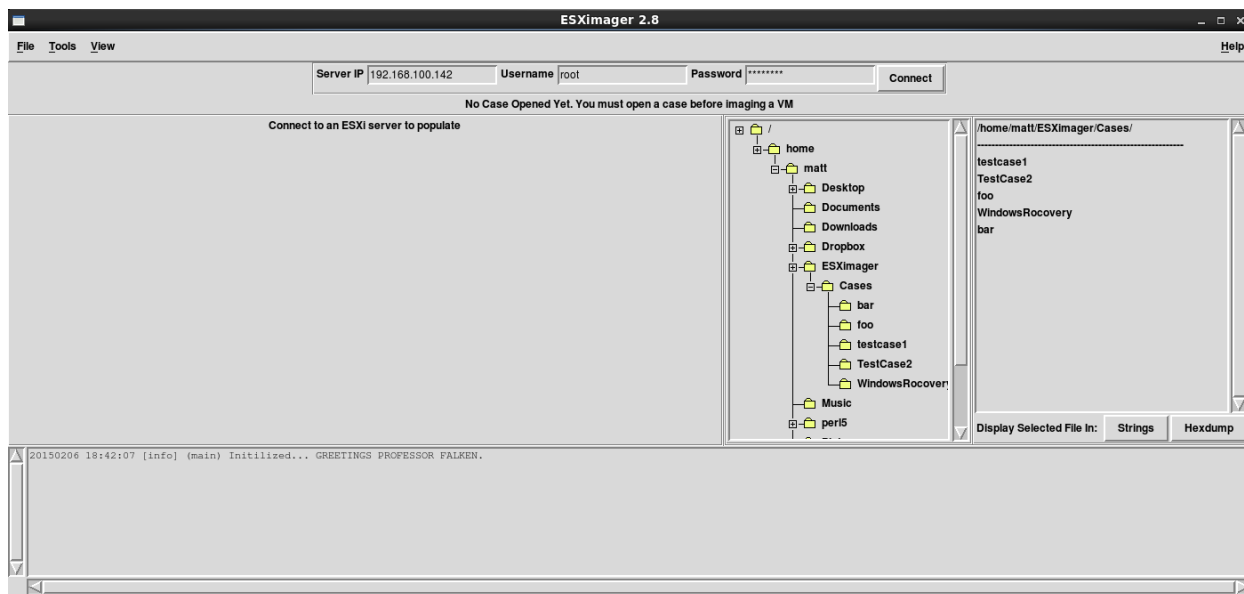 ESXimager 2.8
File Tools View Help
Server IP 192.168.100.142 Username root Password ******** Connect
No Case Opened Yet. You must open a case before imaging a VM
Connect to an ESXi server to populate
/
home
matt
Desktop
Documents
Downloads
Dropbox
ESXimager
Cases
bar
foo
testcase1
TestCase2
WindowsRocovery
Music
perl5
/home/matt/ESXimager/Cases/
------------------------------------------------------------
testcase1
TestCase2
foo
WindowsRocovery
bar
Display Selected File In: Strings Hexdump
20150206 18:42:07 [info] (main) Initilized... GREETINGS PROFESSOR FALKEN.